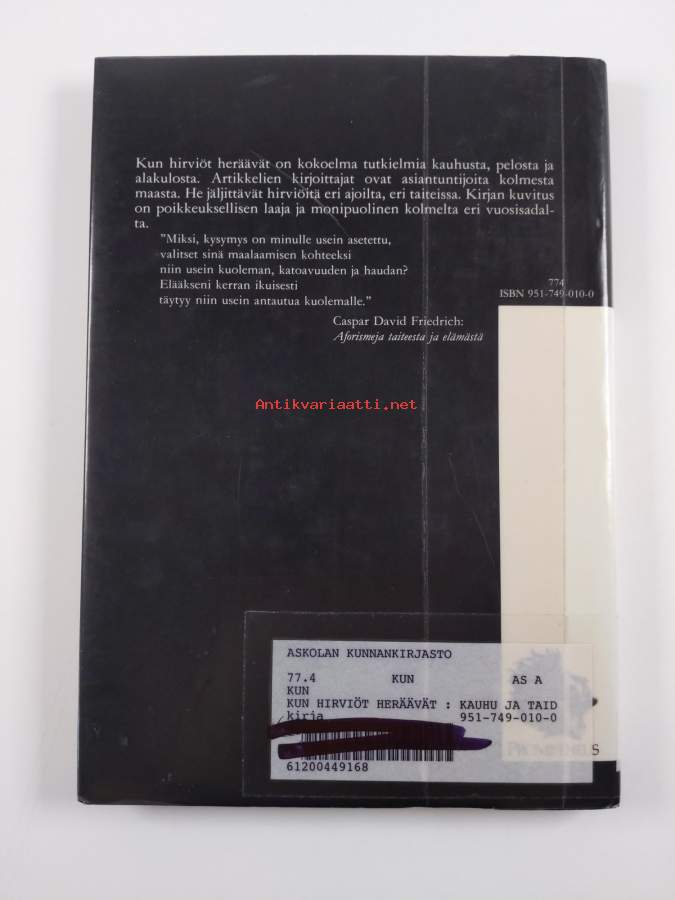 Kun hirviöt heräävät on kokoelma tutkielmia kauhusta, pelosta ja
alakulosta. Artikkelien kirjoittajat ovat asiantuntijoita kolmesta
maasta. He jäljittävät hirviöitä eri ajoilta, eri taiteissa. Kirjan kuvitus
on poikkeuksellisen laaja ja monipuolinen kolmelta eri vuosisadal-
ta.
"Miksi, kysymys on minulle usein asetettu,
valitset sinä maalaamisen kohteeksi
niin usein kuoleman, katoavuuden ja haudan?
Elääkseni kerran ikuisesti
täytyy niin usein antautua kuolemalle."
Caspar David Friedrich:
Aforismeja taiteesta ja elämästä
774
ISBN 951-749-010-0
Antikvariaatti.net
ASKOLAN KUNNANKIRJASTO
77.4 KUN AS A
KUN
KUN HIRVIÖT HERÄÄVÄT : KAUHU JA TAID
kirja 951-749-010-0
61200449168